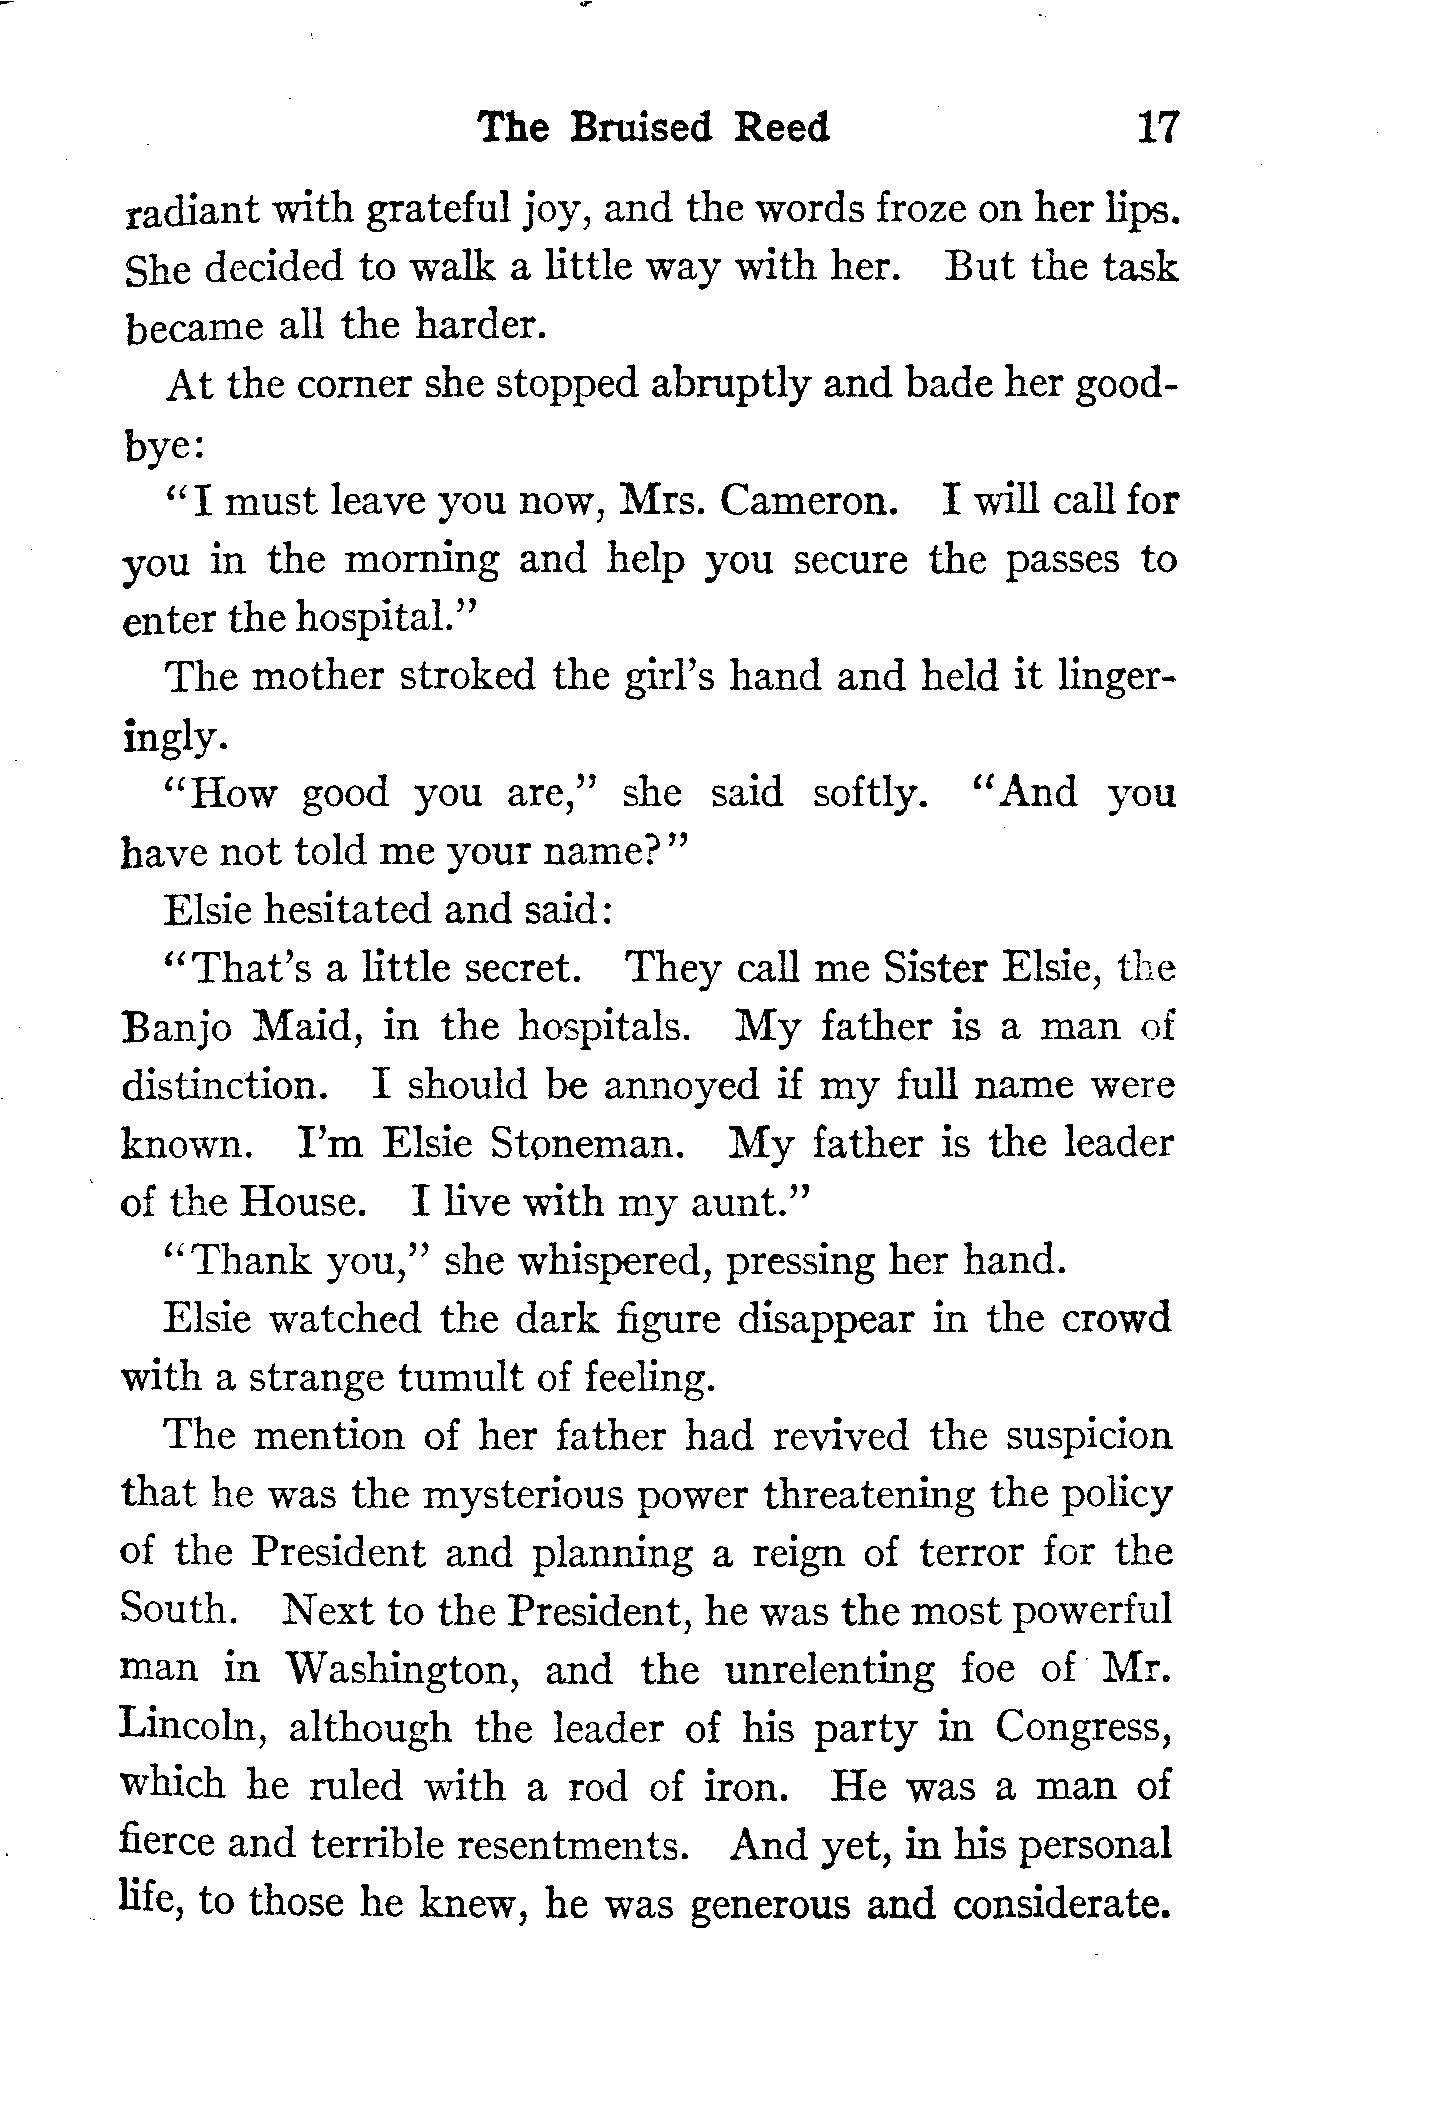 The Bruised Reed 17
radiant with grateful joy, and the words froze on her lips.
She decided to walk a little way with her. But the task
became all the harder.
At the corner she stopped abruptly and bade her good-
bye:
"I must leave you now, Mrs. Cameron. I will call for
you in the morning and help you secure the passes to
enter the hospital."
The mother stroked the girl's hand and held it linger-
ingly.
"How good you are," she said softly. "And you
have not told me your name?"
Elsie hesitated and said:
"That's a little secret. They call me Sister Elsie, the
Banjo Maid, in the hospitals. My father is a man of
distinction. I should be annoyed if my full name were
known. I'm Elsie Stoneman. My father is the leader
of the House. I live with my aunt."
"Thank you," she whispered, pressing her hand.
Elsie watched the dark figure disappear in the crowd
with a strange tumult of feeling.
The mention of her father had revived the suspicion
that he was the mysterious power threatening the policy
of the President and planning a reign of terror for the
South. Next to the President, he was the most powerful
man in Washington, and the unrelenting foe of Mr.
Lincoln, although the leader of his party in Congress,
which he ruled with a rod of iron. He was a man of
fierce and terrible resentments. And yet, in his personal
life, to those he knew, he was generous and considerate.